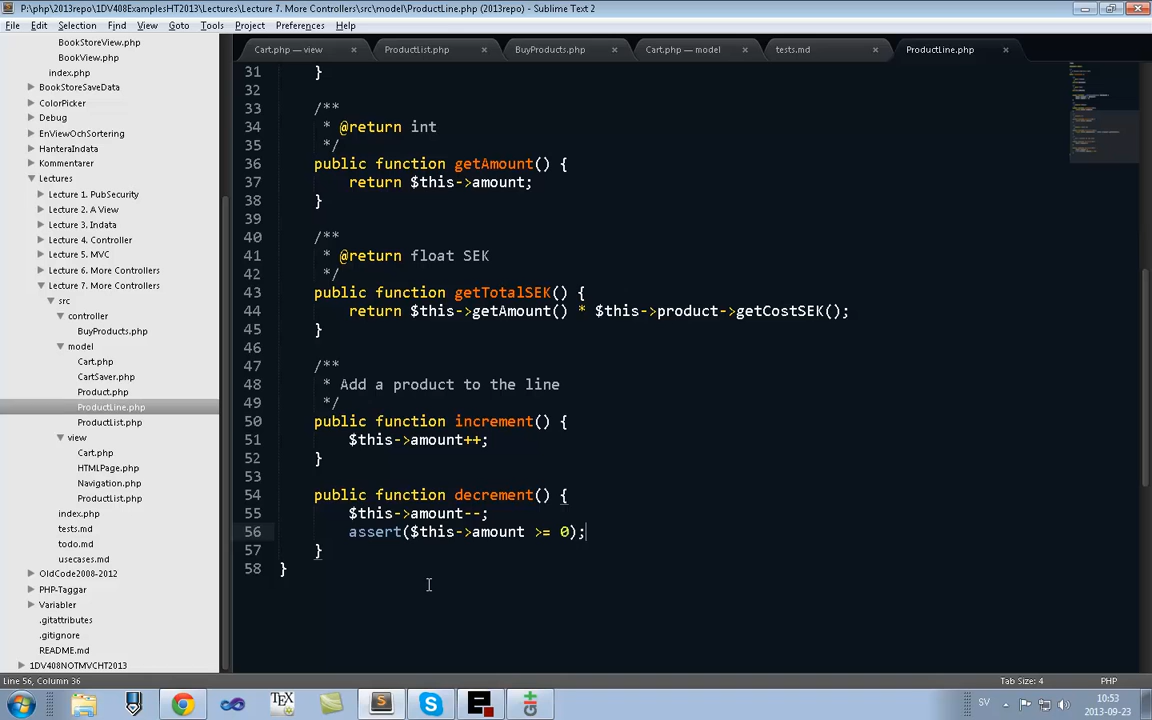 P:\php\2013repo\1DV408ExamplesHT2013\Lectures\Lecture 7. More Controllers\src\model\ProductLine.php (2013repo) - Sublime Text 2
File Edit Selection Find View Goto Tools Project Preferences Help
BookStoreView.php
BookView.php
index.php
BookStoreSaveData
ColorPicker
Debug
EnViewOchSortering
HanteraIndata
Kommentarer
Lectures
Lecture 1. PubSecurity
Lecture 2. A View
Lecture 3. Indata
Lecture 4. Controller
Lecture 5. MVC
Lecture 6. More Controllers
Lecture 7. More Controllers
src
controller
BuyProducts.php
model
Cart.php
CartSaver.php
Product.php
ProductLine.php
ProductList.php
view
Cart.php
HTMLPage.php
Navigation.php
ProductList.php
index.php
tests.md
todo.md
usecases.md
OldCode2008-2012
PHP-Taggar
Variabler
.gitattributes
.gitignore
README.md
1DV408NOTMVCHT2013
Cart.php — view × ProductList.php × BuyProducts.php × Cart.php — model × tests.md × ProductLine.php ×
31 }
32
33 /**
34 * @return int
35 */
36 public function getAmount() {
37 return $this->amount;
38 }
39
40 /**
41 * @return float SEK
42 */
43 public function getTotalSEK() {
44 return $this->getAmount() * $this->product->getCostSEK();
45 }
46
47 /**
48 * Add a product to the line
49 */
50 public function increment() {
51 $this->amount++;
52 }
53
54 public function decrement() {
55 $this->amount--;
56 assert($this->amount >= 0);
57 }
58 }
Line 56, Column 36 Tab Size: 4 PHP
SV 10:53
2013-09-23